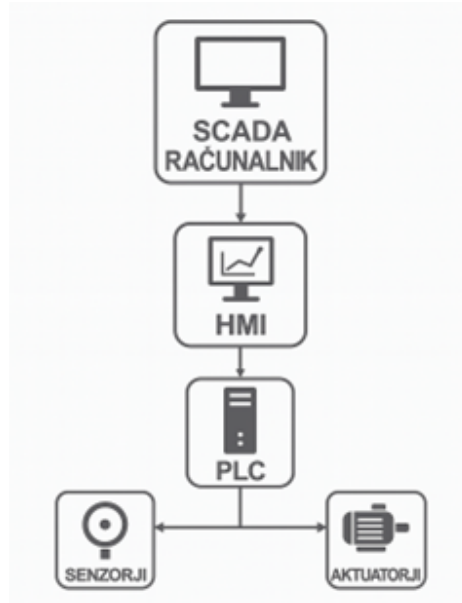 SCADA
RAČUNALNIK
HMI
PLC
SENZORJI
AKTUATORJI